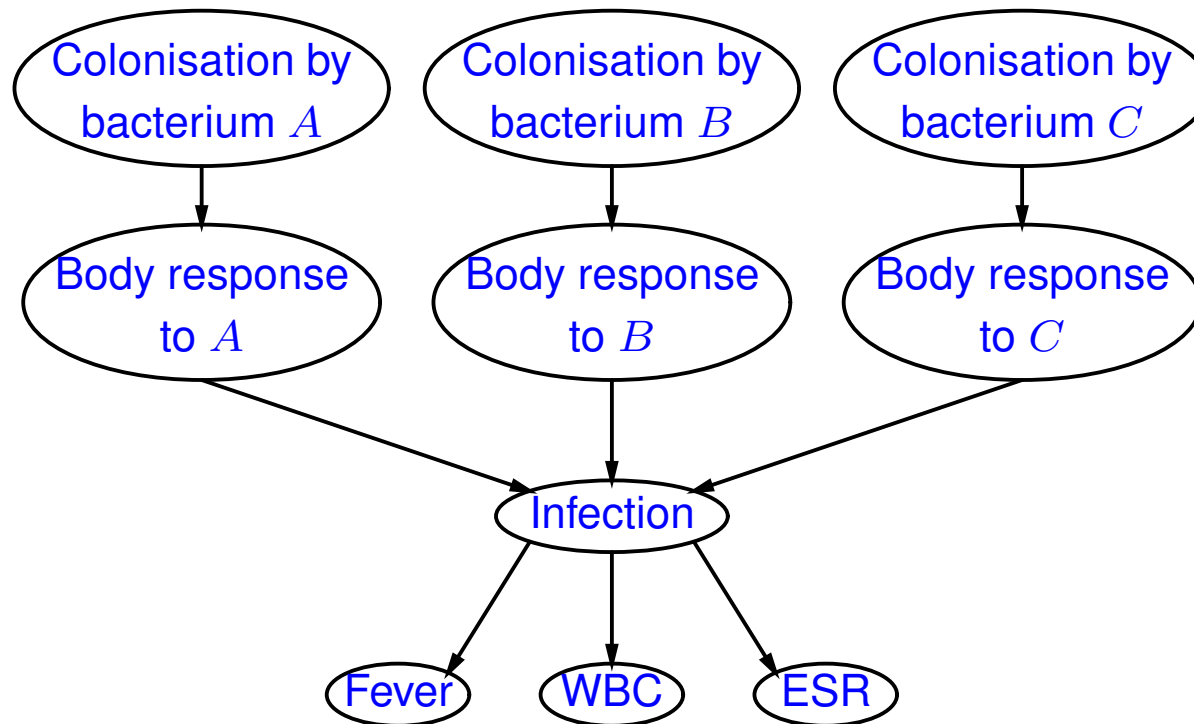 Colonisation by
bacterium A
Colonisation by
bacterium B
Colonisation by
bacterium C
Body response
to A
Body response
to B
Body response
to C
Infection
Fever
WBC
ESR